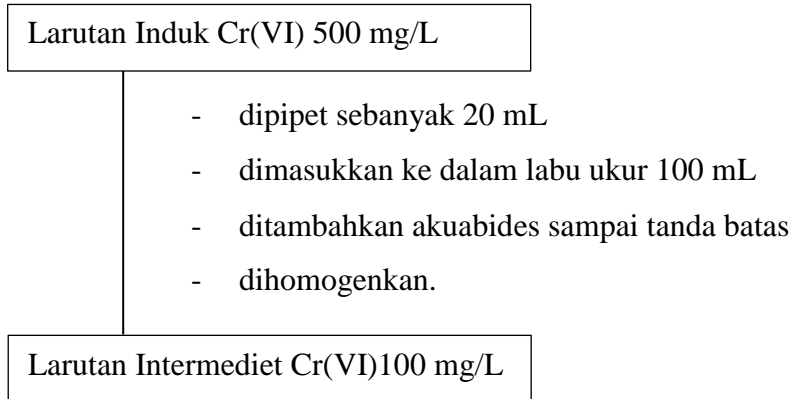 Larutan Induk Cr(VI) 500 mg/L
- dipipet sebanyak 20 mL
- dimasukkan ke dalam labu ukur 100 mL
- ditambahkan akuabides sampai tanda batas
- dihomogenkan.
Larutan Intermediet Cr(VI)100 mg/L